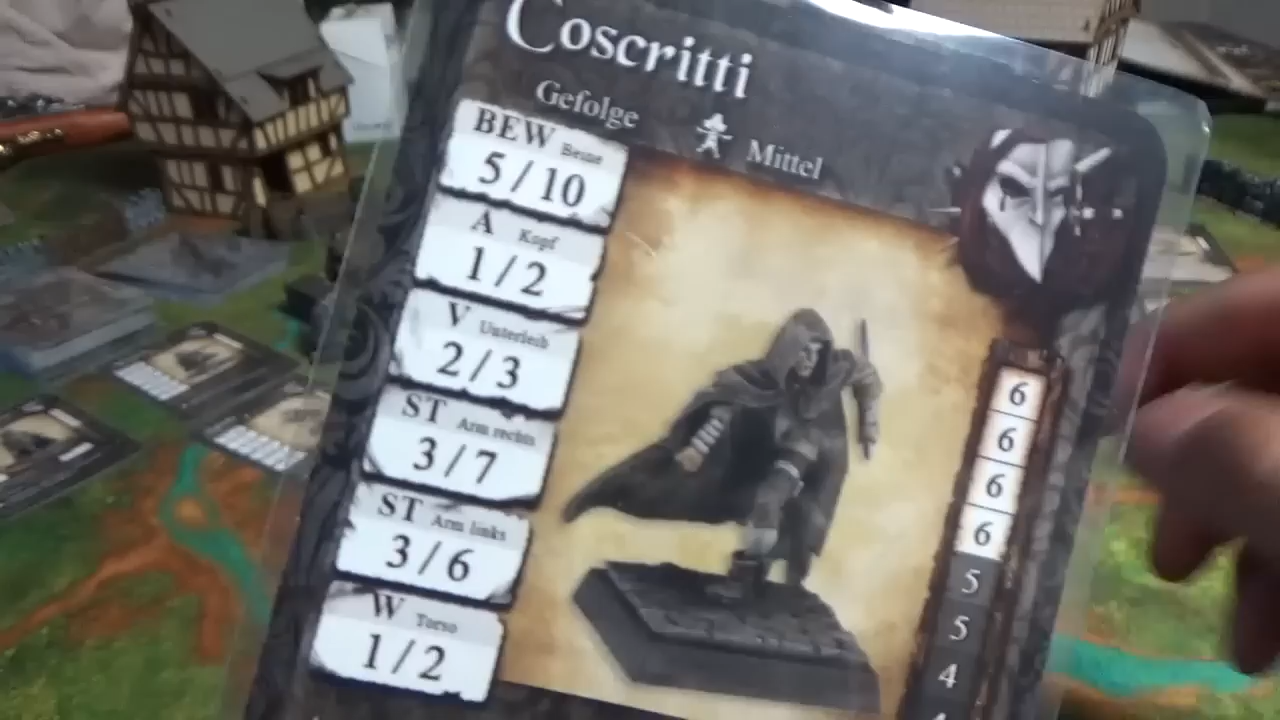 Coscritti
Gefolge Mittel
BEW Beine
5 / 10
A Kopf
1 / 2
V Unterleib
2 / 3
ST Arm rechts
3 / 7
ST Arm links
3 / 6
W Torso
1 / 2
6
6
6
6
5
5
4